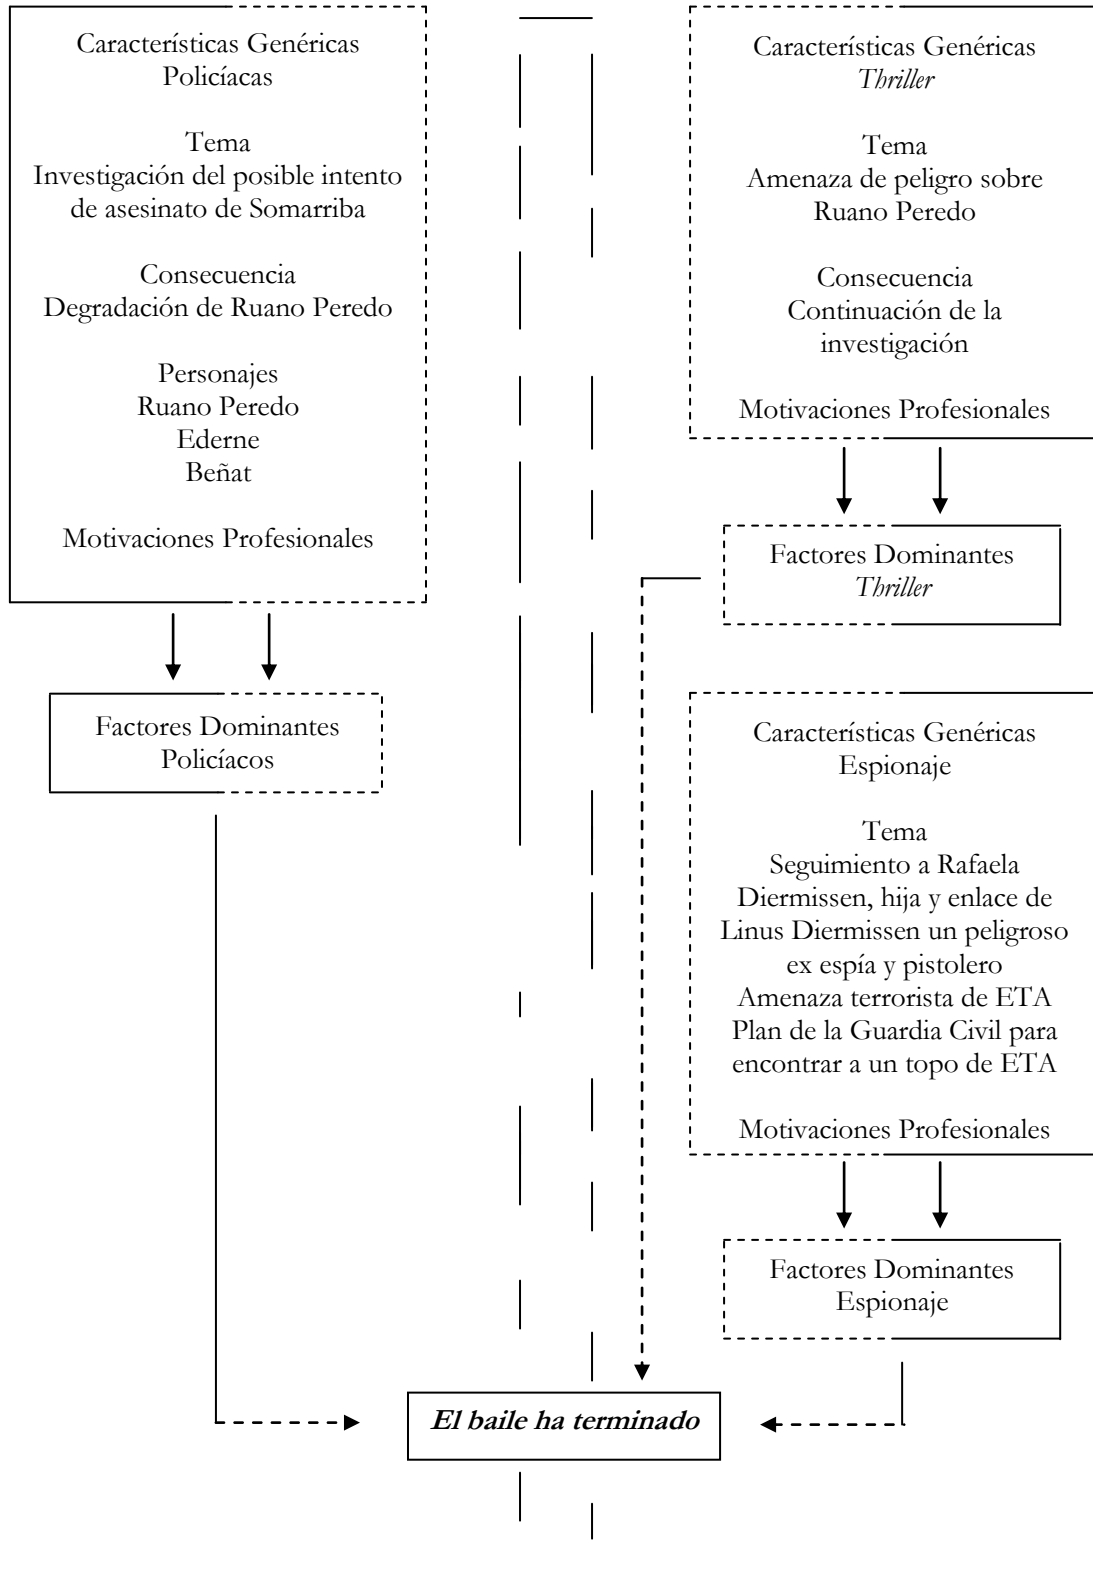 Características Genéricas
Policíacas
Tema
Investigación del posible intento
de asesinato de Somarriba
Consecuencia
Degradación de Ruano Peredo
Personajes
Ruano Peredo
Ederne
Beñat
Motivaciones Profesionales
Factores Dominantes
Policíacos
Características Genéricas
Thriller
Tema
Amenaza de peligro sobre
Ruano Peredo
Consecuencia
Continuación de la
investigación
Motivaciones Profesionales
Factores Dominantes
Thriller
Características Genéricas
Espionaje
Tema
Seguimiento a Rafaela
Diermissen, hija y enlace de
Linus Diermissen un peligroso
ex espía y pistolero
Amenaza terrorista de ETA
Plan de la Guardia Civil para
encontrar a un topo de ETA
Motivaciones Profesionales
Factores Dominantes
Espionaje
El baile ha terminado